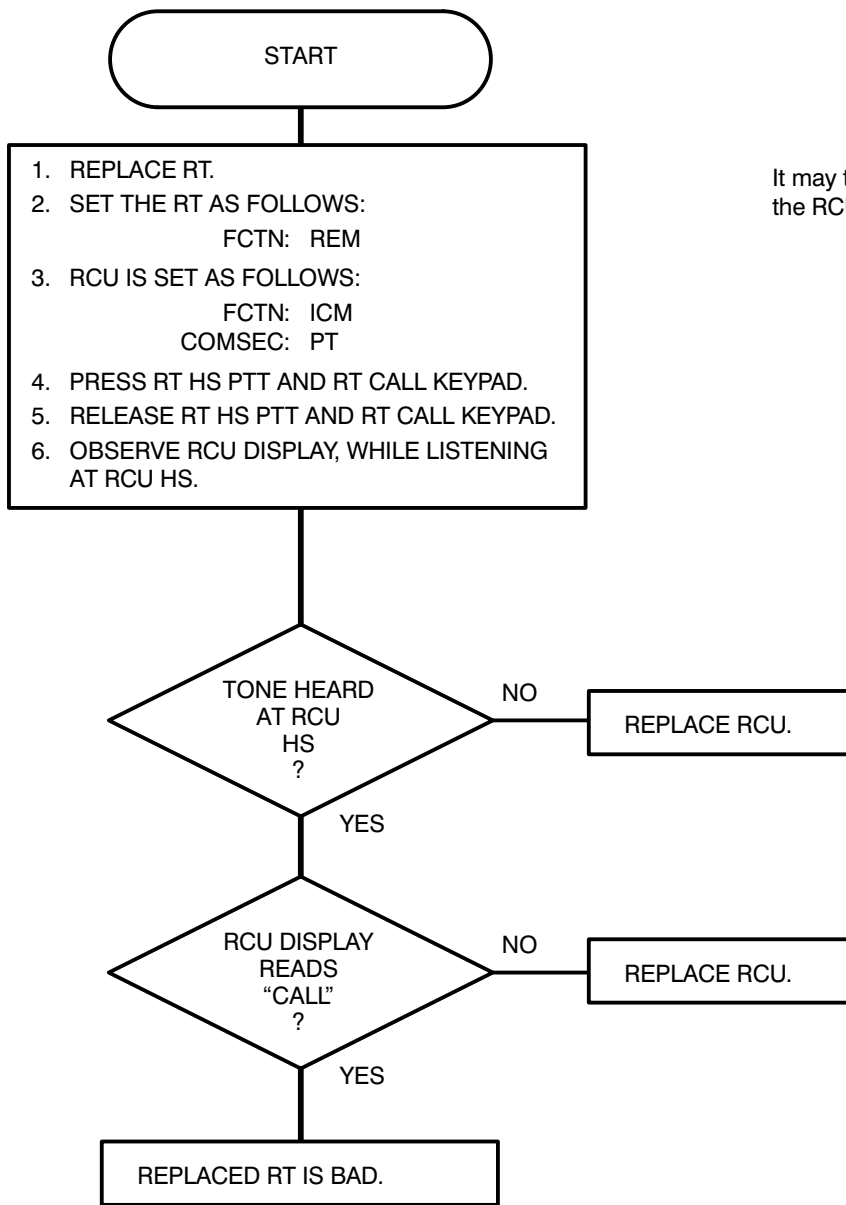 START
1. REPLACE RT.
2. SET THE RT AS FOLLOWS:
FCTN: REM
3. RCU IS SET AS FOLLOWS:
FCTN: ICM
COMSEC: PT
4. PRESS RT HS PTT AND RT CALL KEYPAD.
5. RELEASE RT HS PTT AND RT CALL KEYPAD.
6. OBSERVE RCU DISPLAY, WHILE LISTENING
AT RCU HS.
It may
the
TONE HEARD
AT RCU
HS
?
NO
REPLACE RCU.
YES
RCU DISPLAY
READS
“CALL”
?
NO
REPLACE RCU.
YES
REPLACED RT IS BAD.